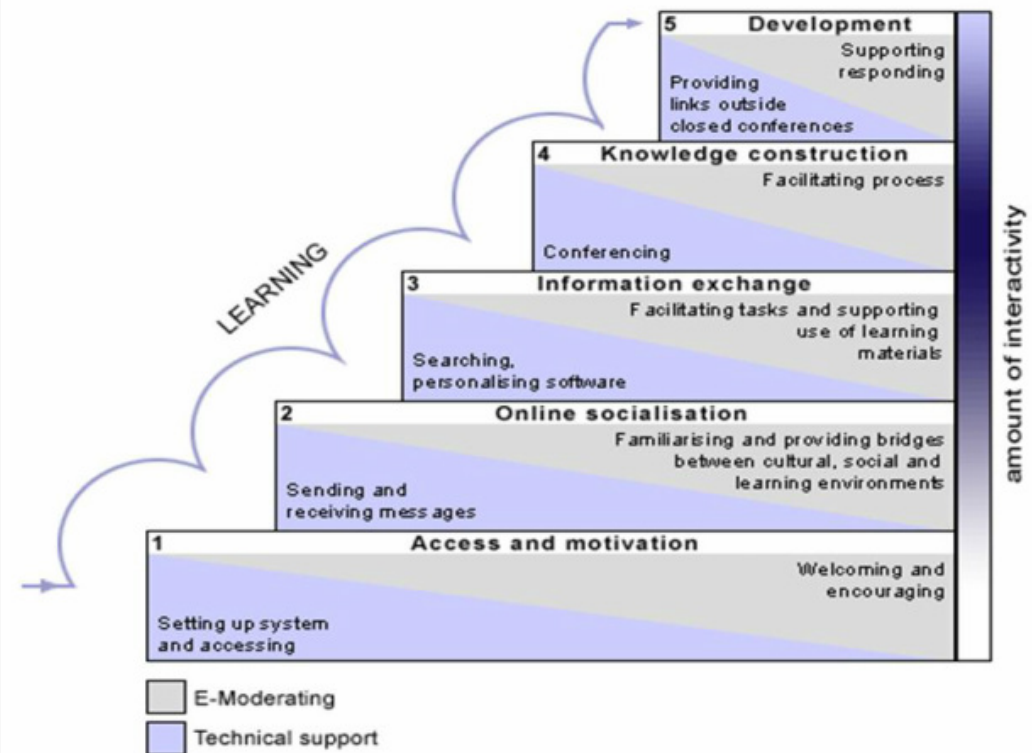 5 Development
Supporting
responding
Providing
links outside
closed conferences
4 Knowledge construction
Facilitating process
Conferencing
3 Information exchange
Facilitating tasks and supporting
use of learning
materials
Searching,
personalising software
2 Online socialisation
Familiarising and providing bridges
between cultural, social and
learning environments
Sending and
receiving messages
1 Access and motivation
Welcoming and
encouraging
Setting up system
and accessing
LEARNING
amount of interactivity
E-Moderating
Technical support